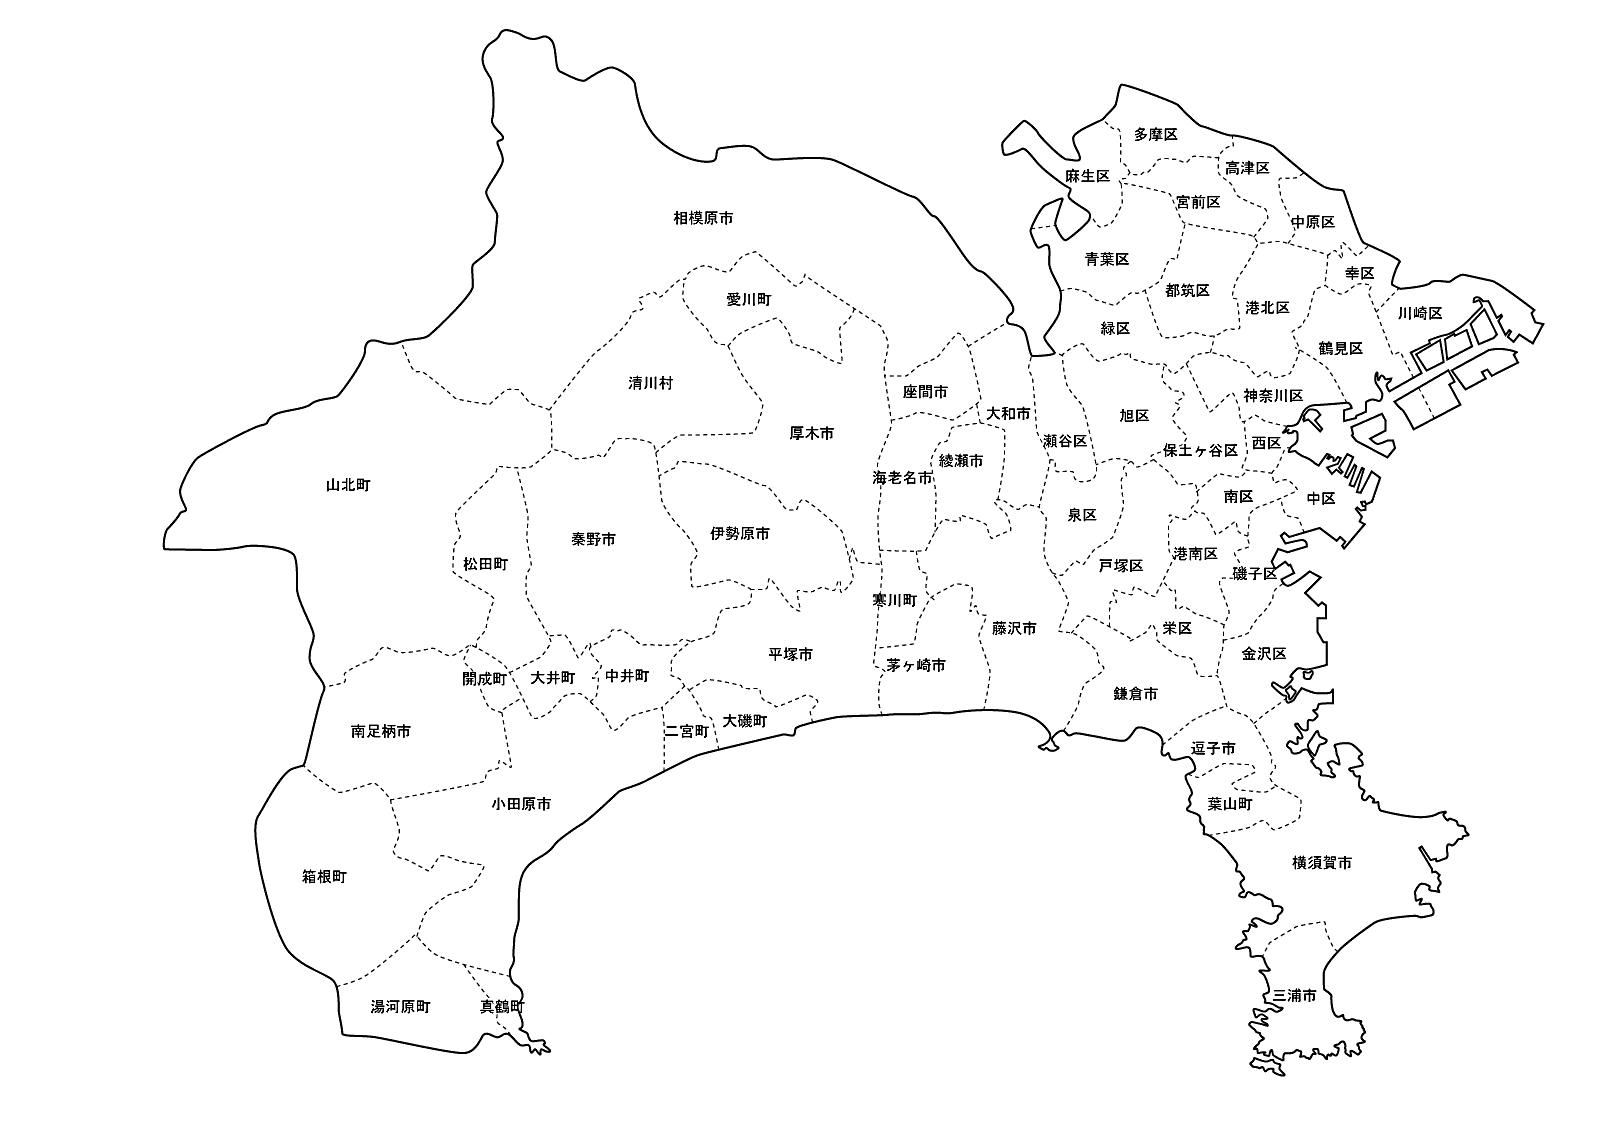 多摩区
高津区
麻生区
宮前区
相模原市
中原区
青葉区
幸区
都筑区
愛川町
港北区
川崎区
緑区
鶴見区
清川村
座間市
神奈川区
大和市
旭区
厚木市
瀬谷区
西区
保土ヶ谷区
綾瀬市
海老名市
山北町
南区
中区
泉区
伊勢原市
秦野市
港南区
松田町
戸塚区
磯子区
寒川町
藤沢市
栄区
平塚市
金沢区
茅ヶ崎市
中井町
大井町
開成町
鎌倉市
大磯町
二宮町
南足柄市
逗子市
小田原市
葉山町
横須賀市
箱根町
三浦市
湯河原町
真鶴町